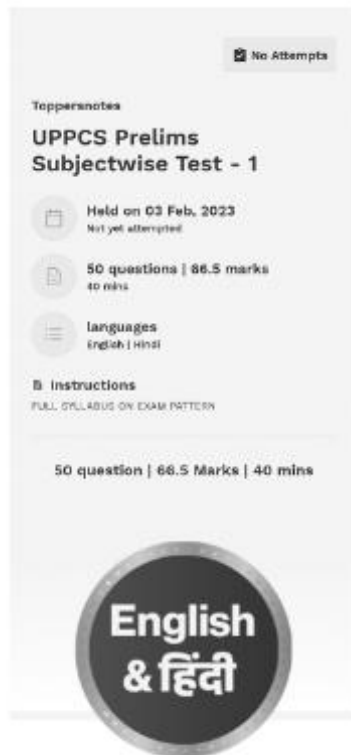 No Attempts
Toppersnotes
UPPCS Prelims
Subjectwise Test - 1
Held on 03 Feb, 2023
Not yet attempted
50 questions | 66.5 marks
40 mins
languages
English | Hindi
Instructions
FULL SYLLABUS ON EXAM PATTERN
50 question | 66.5 Marks | 40 mins
English
& हिंदी